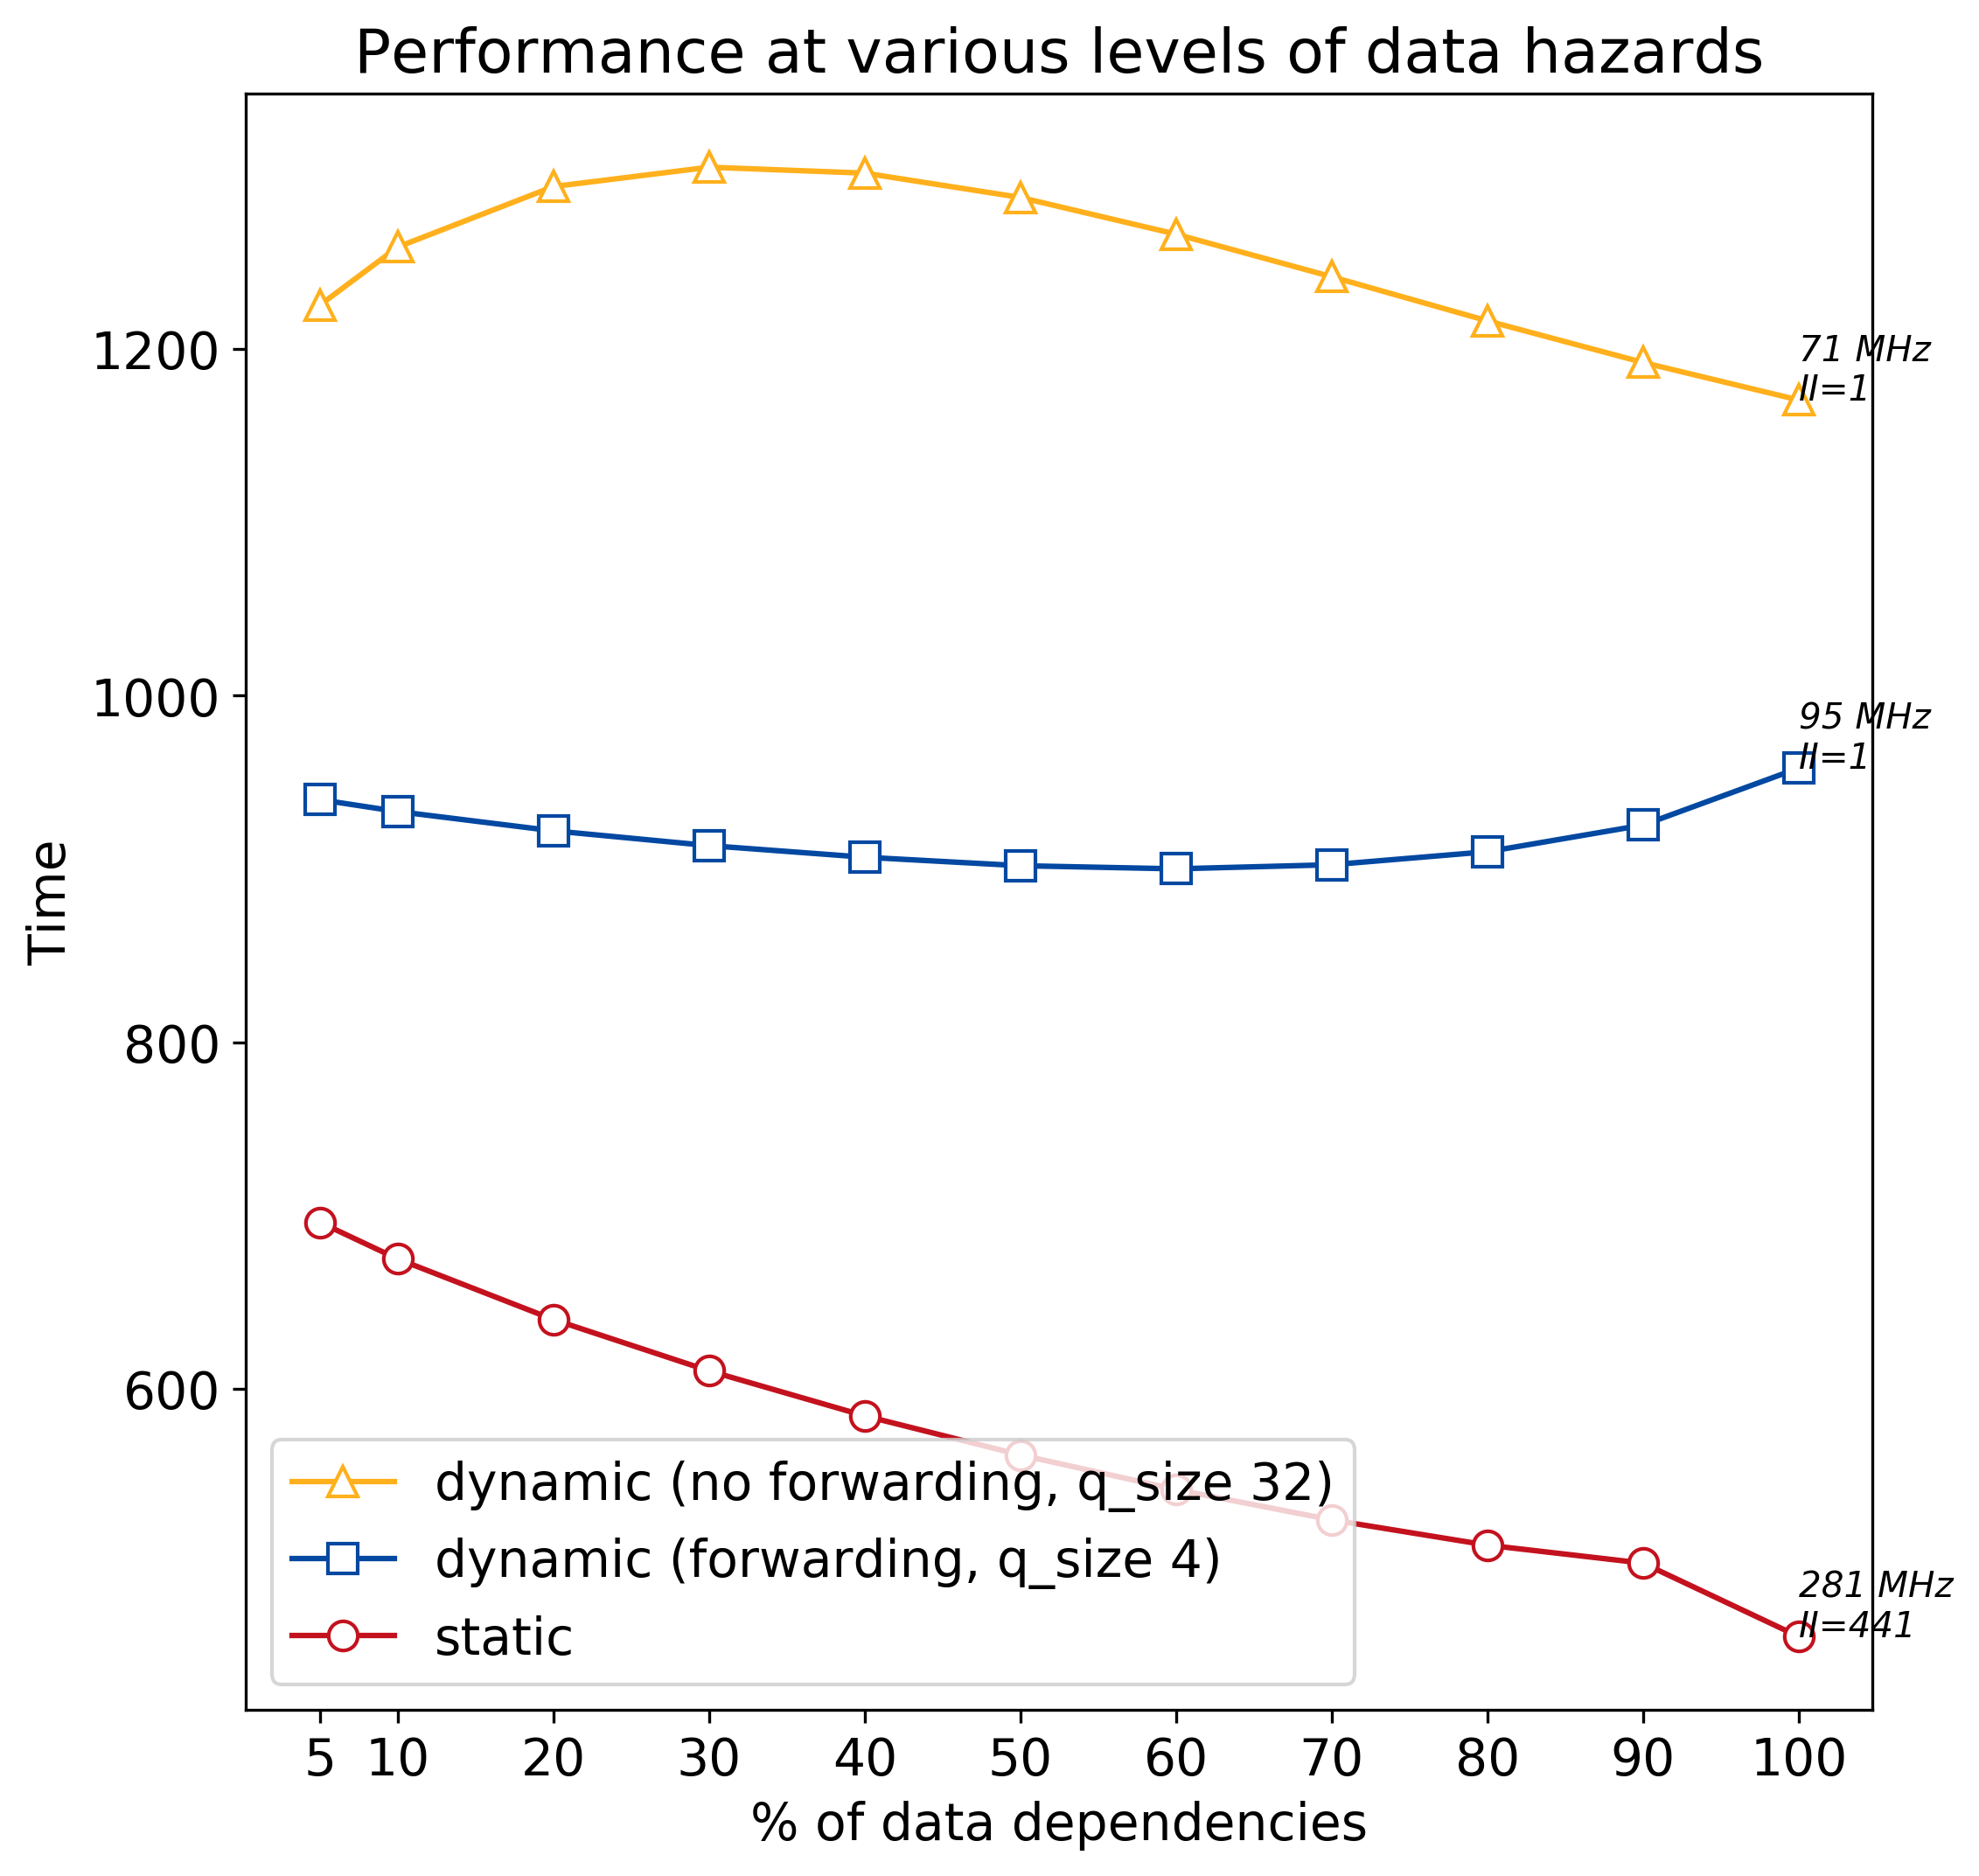 Performance at various levels of data hazards
Time
1200
1000
800
600
71 MHz
II=1
95 MHz
II=1
281 MHz
II=441
dynamic (no forwarding, q_size 32)
dynamic (forwarding, q_size 4)
static
5 10 20 30 40 50 60 70 80 90 100
% of data dependencies